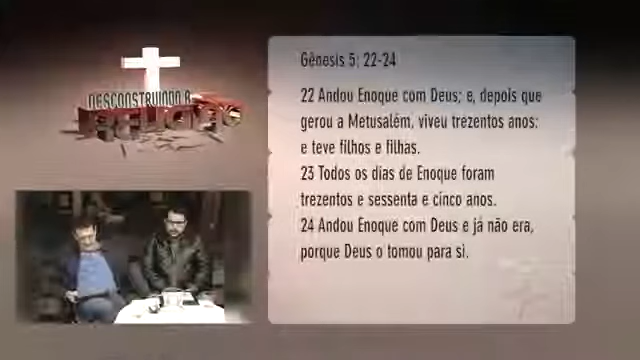 DESCONSTRUINDO A
RELIGIÃO
Gênesis 5: 22-24
22 Andou Enoque com Deus; e, depois que
gerou a Metusalém, viveu trezentos anos;
e teve filhos e filhas.
23 Todos os dias de Enoque foram
trezentos e sessenta e cinco anos.
24 Andou Enoque com Deus e já não era,
porque Deus o tomou para si.